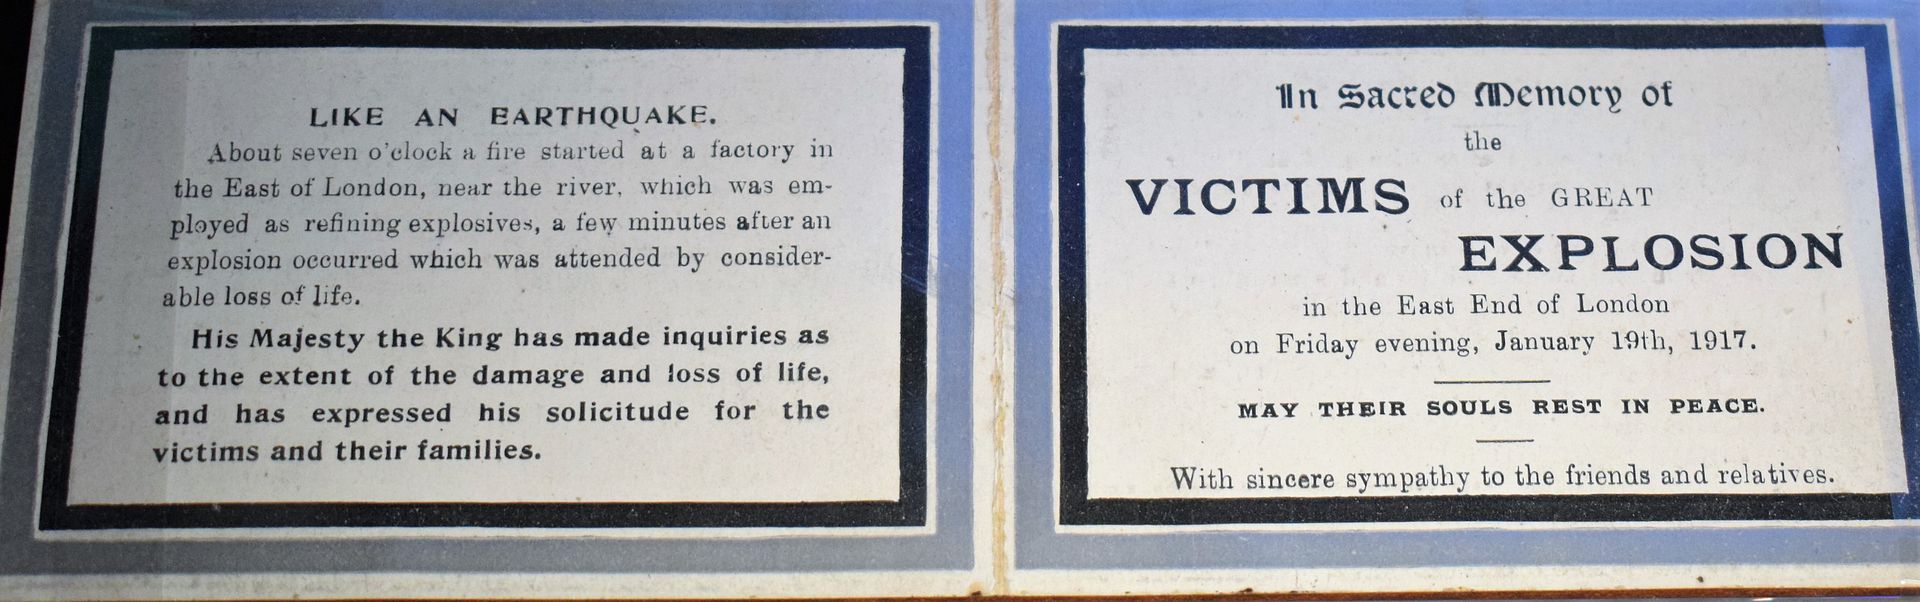 LIKE AN EARTHQUAKE.
About seven o'clock a fire started at a factory in
the East of London, near the river, which was em-
ployed as refining explosives, a few minutes after an
explosion occurred which was attended by consider-
able loss of life.
His Majesty the King has made inquiries as
to the extent of the damage and loss of life,
and has expressed his solicitude for the
victims and their families.
In Sacred Memory of
the
VICTIMS of the GREAT
EXPLOSION
in the East End of London
on Friday evening, January 19th, 1917.
MAY THEIR SOULS REST IN PEACE.
With sincere sympathy to the friends and relatives.